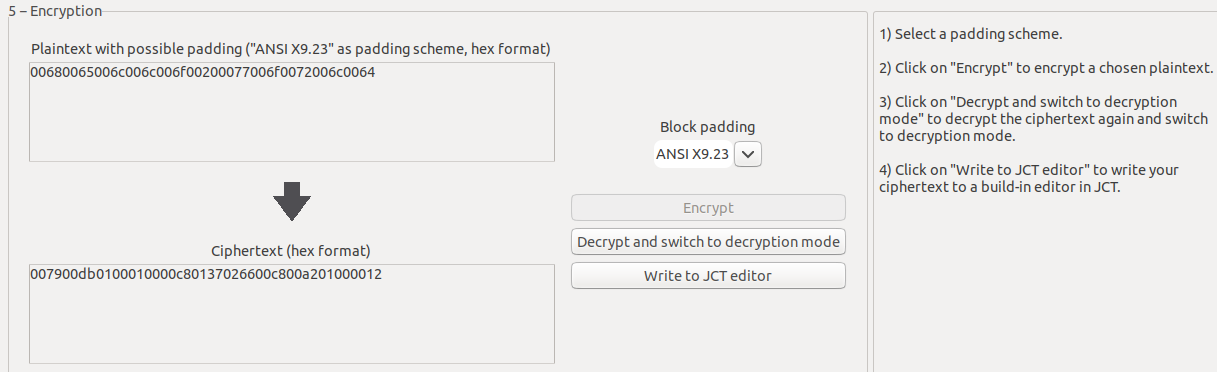 5 – Encryption
Plaintext with possible padding ("ANSI X9.23" as padding scheme, hex format)
00680065006c006c006f00200077006f0072006c0064
Block padding
ANSI X9.23
Encrypt
Decrypt and switch to decryption mode
Write to JCT editor
Ciphertext (hex format)
007900db0100010000c80137026600c800a201000012
1) Select a padding scheme.
2) Click on "Encrypt" to encrypt a chosen plaintext.
3) Click on "Decrypt and switch to decryption
mode" to decrypt the ciphertext again and switch
to decryption mode.
4) Click on "Write to JCT editor" to write your
ciphertext to a build-in editor in JCT.